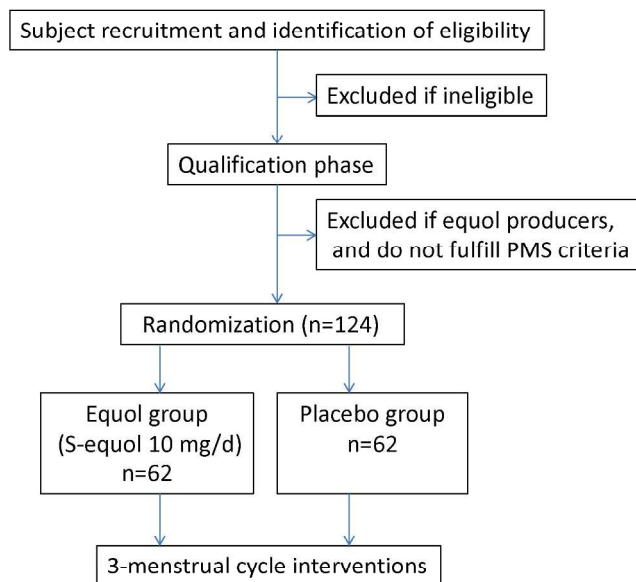 Subject recruitment and identification of eligibility
Excluded if ineligible
Qualification phase
Excluded if equol producers,
and do not fulfill PMS criteria
Randomization (n=124)
Equol group
(S-equol 10 mg/d)
n=62
Placebo group
n=62
3-menstrual cycle interventions